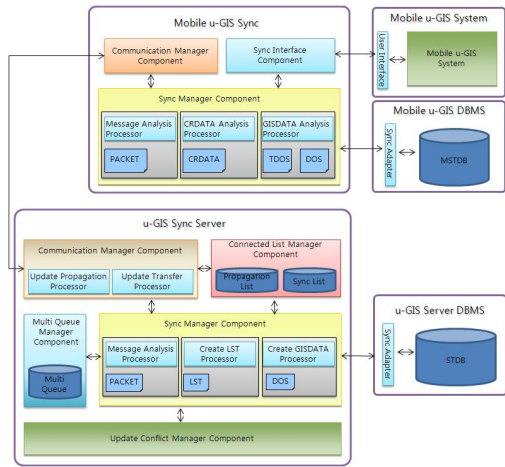 Mobile u-GIS Sync
Communication Manager
Component
Sync Interface
Component
Sync Manager Component
Message Analysis
Processor
CRDATA Analysis
Processor
GISDATA Analysis
Processor
PACKET
CRDATA
TDOS
DOS
Mobile u-GIS System
User Interface
Mobile u-GIS
System
Mobile u-GIS DBMS
Sync Adapter
MSTDB
u-GIS Sync Server
Communication Manager Component
Update Propagation
Processor
Update Transfer
Processor
Connected List Manager
Component
Propagation
List
Sync List
Multi Queue
Manager
Component
Multi
Queue
Sync Manager Component
Message Analysis
Processor
Create LST
Processor
Create GISDATA
Processor
PACKET
LST
DOS
Update Conflict Manager Component
u-GIS Server DBMS
Sync Adapter
STDB